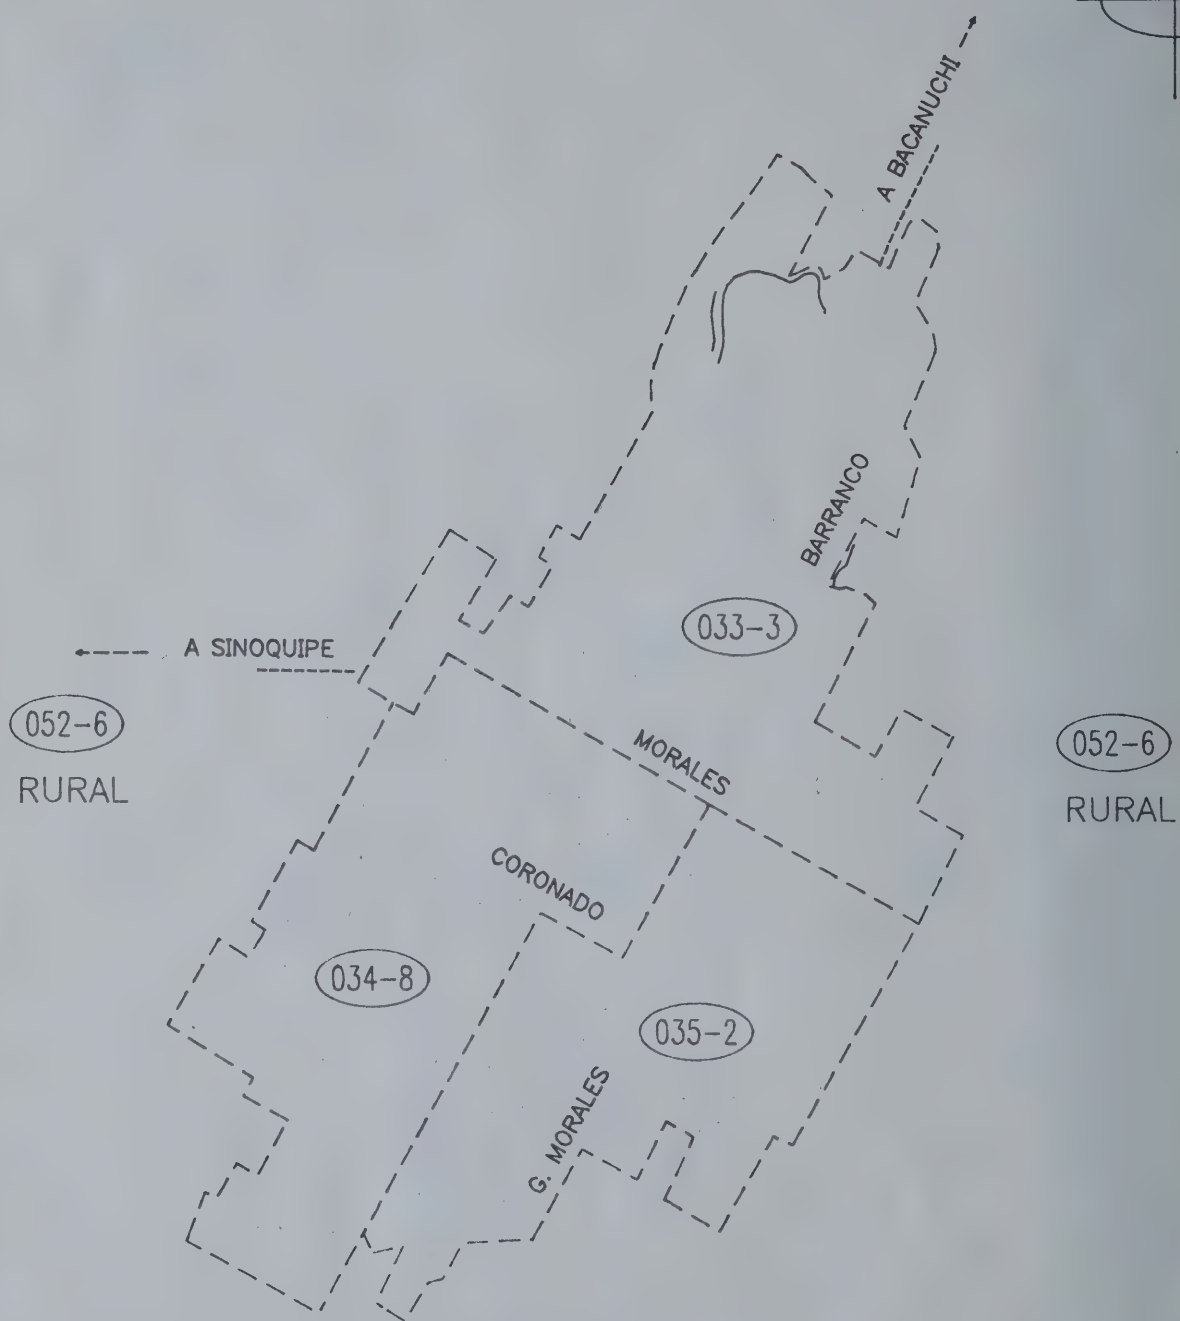 A BACANUCHI
BARRANCO
033-3
A SINOQUIPE
052-6
RURAL
MORALES
052-6
RURAL
CORONADO
034-8
035-2
G. MORALES